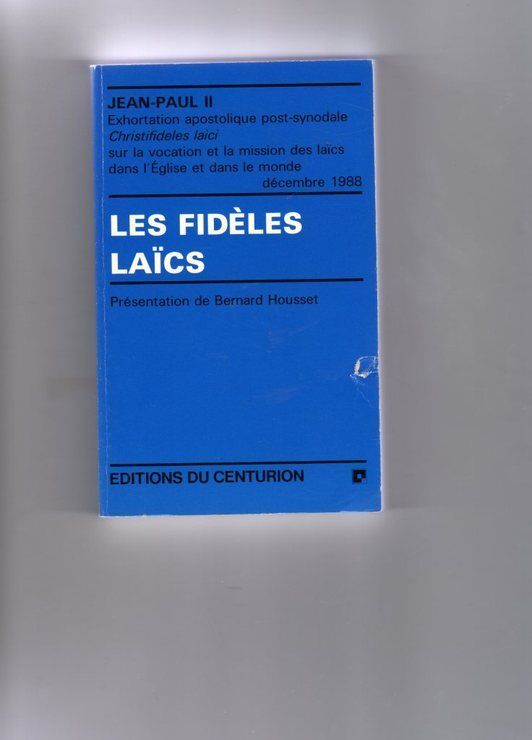 JEAN-PAUL II
Exhortation apostolique post-synodale
Christifideles laici
sur la vocation et la mission des laïcs
dans l'Église et dans le monde
décembre 1988
LES FIDÈLES
LAÏCS
Présentation de Bernard Housset
EDITIONS DU CENTURION